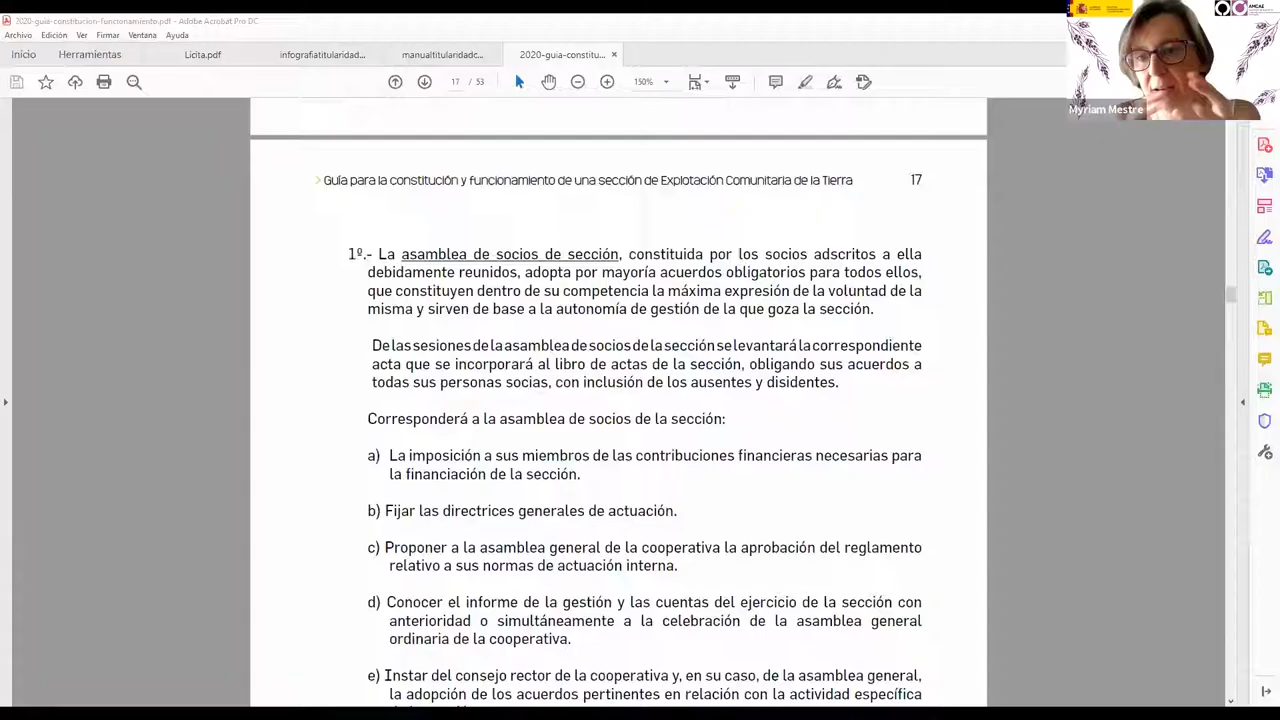 2020-guia-constitucion-funcionamiento.pdf - Adobe Acrobat Pro DC
Archivo Edición Ver Firmar Ventana Ayuda
Inicio Herramientas Licita.pdf infografiatitularidad... manualtitularidadc... 2020-guia-constitu... ×
17 / 53 150%
AMCAE
Myriam Mestre
> Guía para la constitución y funcionamiento de una sección de Explotación Comunitaria de la Tierra 17
1º.- La asamblea de socios de sección, constituida por los socios adscritos a ella
debidamente reunidos, adopta por mayoría acuerdos obligatorios para todos ellos,
que constituyen dentro de su competencia la máxima expresión de la voluntad de la
misma y sirven de base a la autonomía de gestión de la que goza la sección.
De las sesiones de la asamblea de socios de la sección se levantará la correspondiente
acta que se incorporará al libro de actas de la sección, obligando sus acuerdos a
todas sus personas socias, con inclusión de los ausentes y disidentes.
Corresponderá a la asamblea de socios de la sección:
a) La imposición a sus miembros de las contribuciones financieras necesarias para
la financiación de la sección.
b) Fijar las directrices generales de actuación.
c) Proponer a la asamblea general de la cooperativa la aprobación del reglamento
relativo a sus normas de actuación interna.
d) Conocer el informe de la gestión y las cuentas del ejercicio de la sección con
anterioridad o simultáneamente a la celebración de la asamblea general
ordinaria de la cooperativa.
e) Instar del consejo rector de la cooperativa y, en su caso, de la asamblea general,
la adopción de los acuerdos pertinentes en relación con la actividad específica